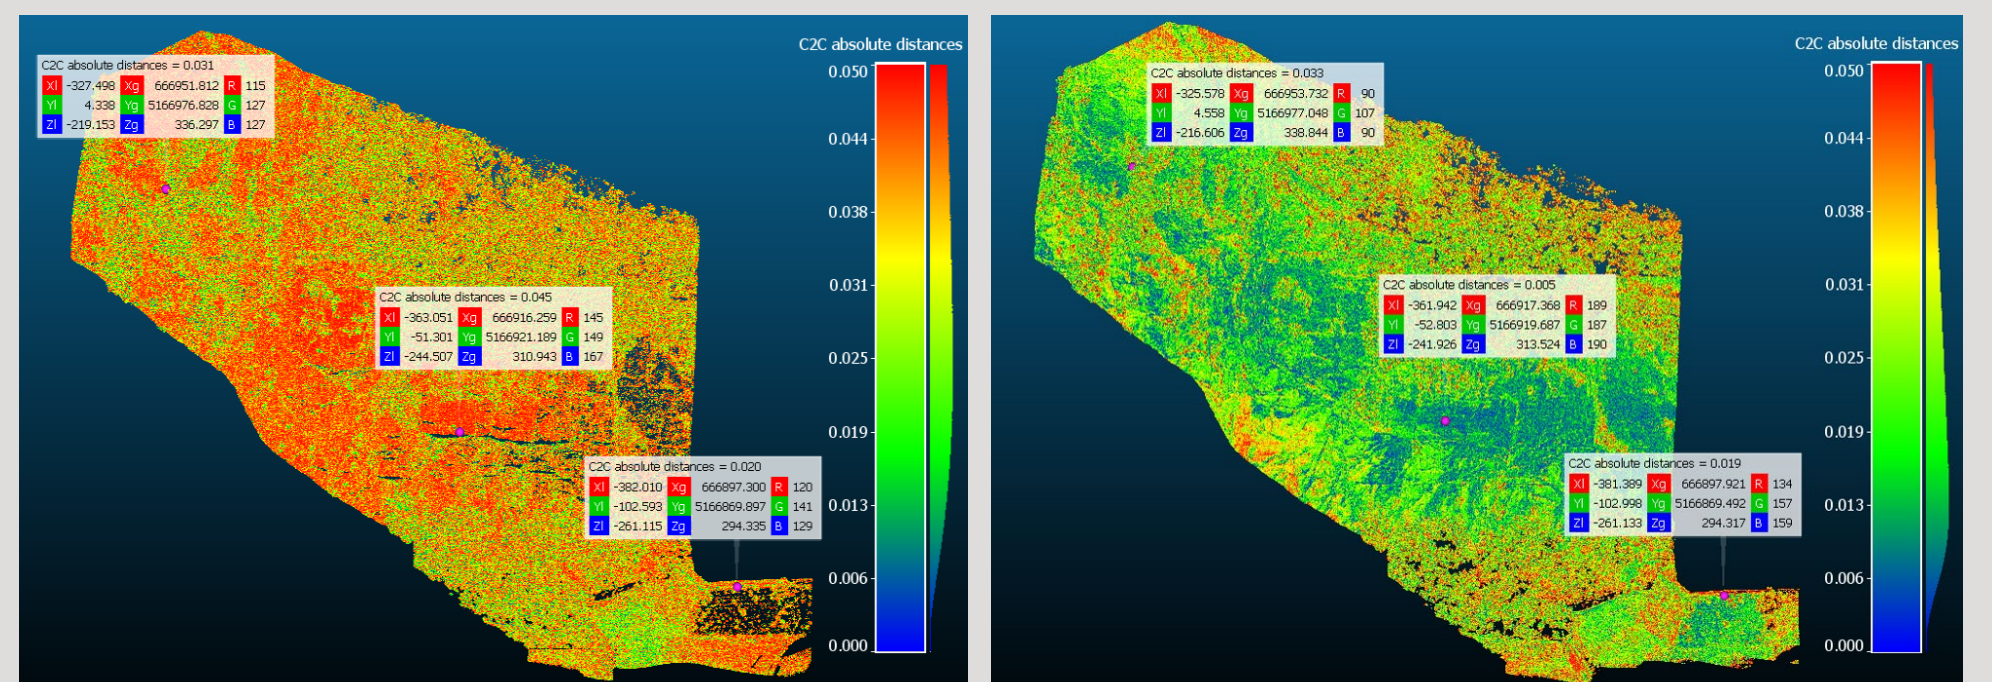 C2C absolute distances
C2C absolute distances = 0.031
Xl -327.498 Xg 666951.812 R 115
Yl 4.338 Yg 5166976.828 G 127
Zl -219.153 Zg 336.297 B 127
C2C absolute distances = 0.045
Xl -363.051 Xg 666916.259 R 145
Yl -51.301 Yg 5166921.189 G 149
Zl -244.507 Zg 310.943 B 167
C2C absolute distances = 0.020
Xl -382.010 Xg 666897.300 R 120
Yl -102.593 Yg 5166869.897 G 141
Zl -261.115 Zg 294.335 B 129
0.050
0.044
0.038
0.031
0.025
0.019
0.013
0.006
0.000
C2C absolute distances
C2C absolute distances = 0.033
Xl -325.578 Xg 666953.732 R 90
Yl 4.558 Yg 5166977.048 G 107
Zl -216.606 Zg 338.844 B 90
C2C absolute distances = 0.005
Xl -361.942 Xg 666917.368 R 189
Yl -52.803 Yg 5166919.687 G 187
Zl -241.926 Zg 313.524 B 190
C2C absolute distances = 0.019
Xl -381.389 Xg 666897.921 R 134
Yl -102.998 Yg 5166869.492 G 157
Zl -261.133 Zg 294.317 B 159
0.050
0.044
0.038
0.031
0.025
0.019
0.013
0.006
0.000